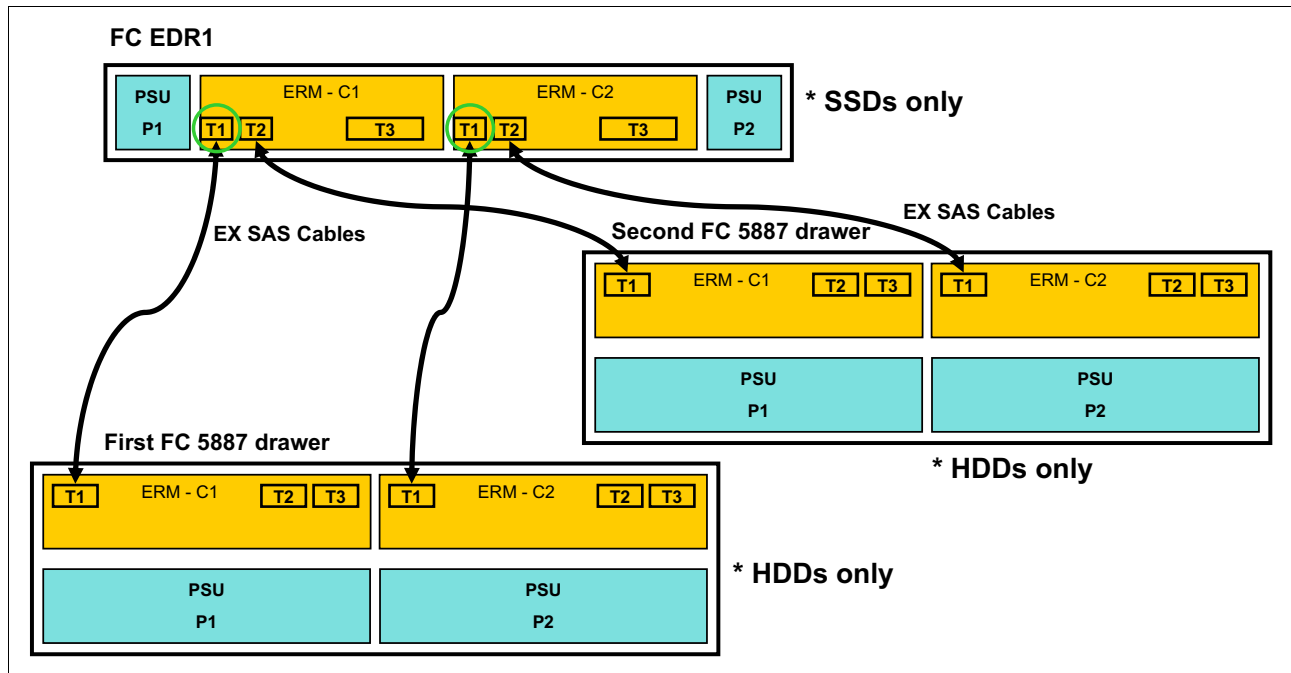 FC EDR1
PSU
P1
ERM - C1
T1 T2 T3
ERM - C2
T1 T2 T3
PSU
P2
* SSDs only
EX SAS Cables
EX SAS Cables
Second FC 5887 drawer
T1 ERM - C1 T2 T3
T1 ERM - C2 T2 T3
PSU
P1
PSU
P2
* HDDs only
First FC 5887 drawer
T1 ERM - C1 T2 T3
T1 ERM - C2 T2 T3
PSU
P1
PSU
P2
* HDDs only